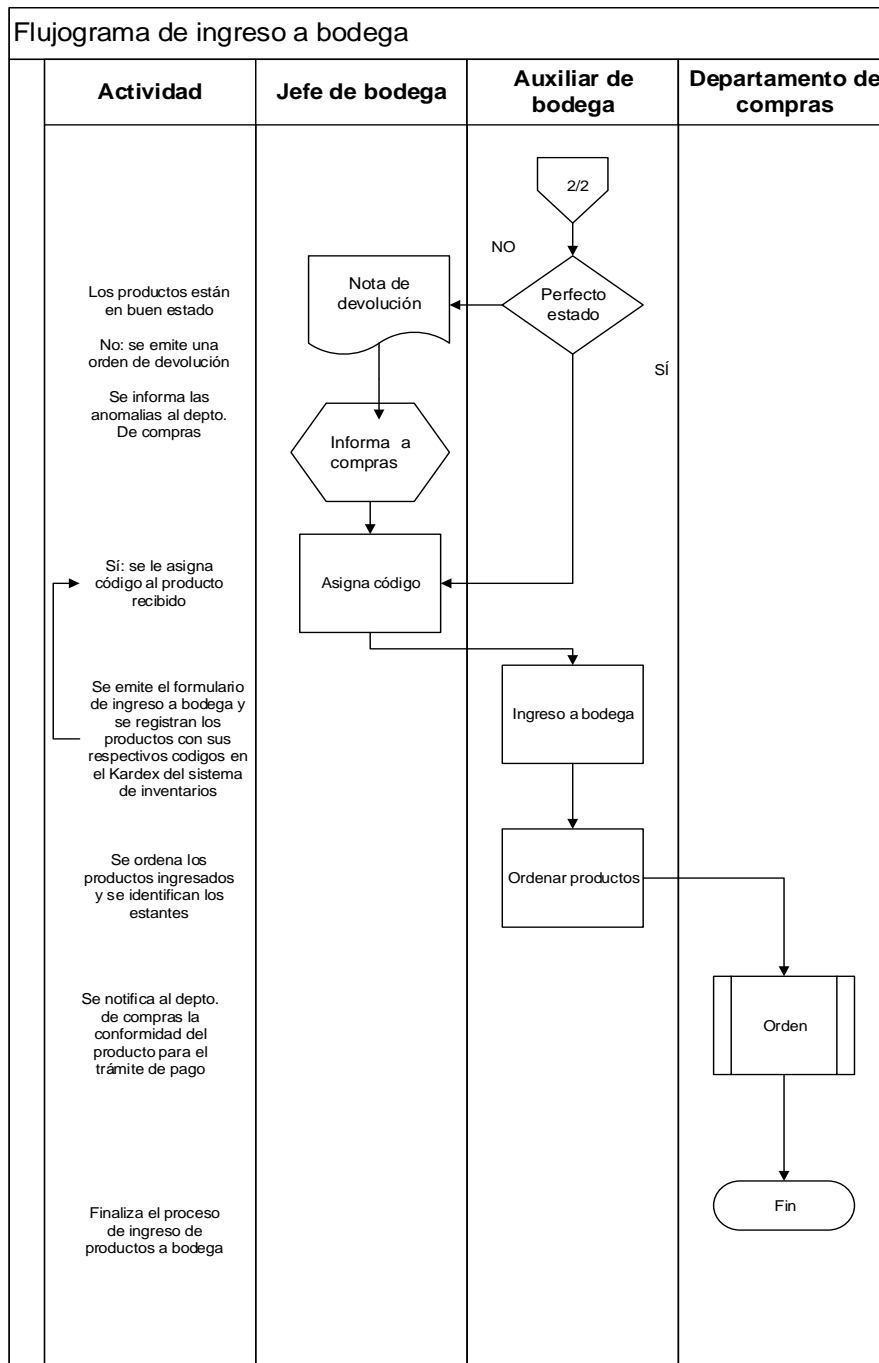 Flujograma de ingreso a bodega
Actividad
Jefe de bodega
Auxiliar de
bodega
Departamento de
compras
2/2
NO
Perfecto
estado
SÍ
Nota de
devolución
Informa a
compras
Los productos están
en buen estado
No: se emite una
orden de devolución
Se informa las
anomalias al depto.
De compras
Sí: se le asigna
código al producto
recibido
Asigna código
Se emite el formulario
de ingreso a bodega y
se registran los
productos con sus
respectivos codigos en
el Kardex del sistema
de inventarios
Ingreso a bodega
Se ordena los
productos ingresados
y se identifican los
estantes
Ordenar productos
Se notifica al depto.
de compras la
conformidad del
producto para el
trámite de pago
Orden
Finaliza el proceso
de ingreso de
productos a bodega
Fin